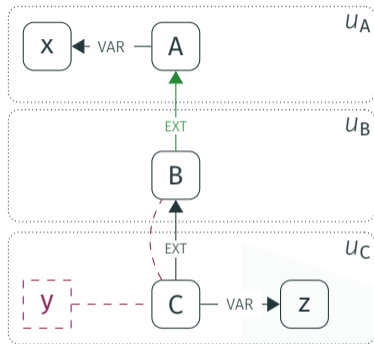 u_A
x VAR A
EXT
u_B
B
EXT
u_C
y C VAR z